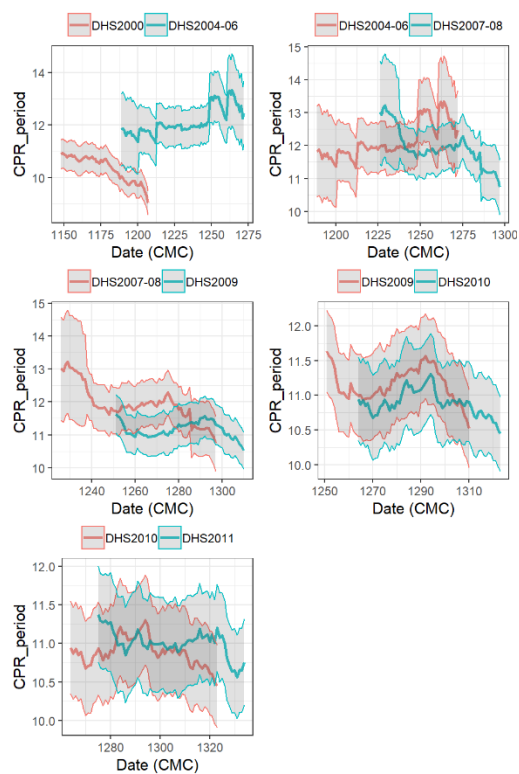 DHS2000 DHS2004-06
CPR_period
14
12
10
1150 1175 1200 1225 1250 1275
Date (CMC)
DHS2004-06 DHS2007-08
CPR_period
15
14
13
12
11
1200 1225 1250 1275 1300
Date (CMC)
DHS2007-08 DHS2009
CPR_period
15
14
13
12
11
10
1240 1260 1280 1300
Date (CMC)
DHS2009 DHS2010
CPR_period
12.0
11.5
11.0
10.5
10.0
1250 1270 1290 1310
Date (CMC)
DHS2010 DHS2011
CPR_period
12.0
11.5
11.0
10.5
10.0
1280 1300 1320
Date (CMC)